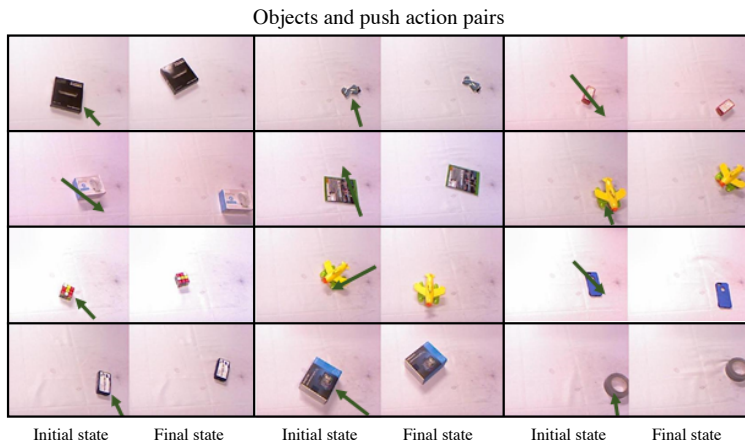 Objects and push action pairs
Initial state Final state Initial state Final state Initial state Final state